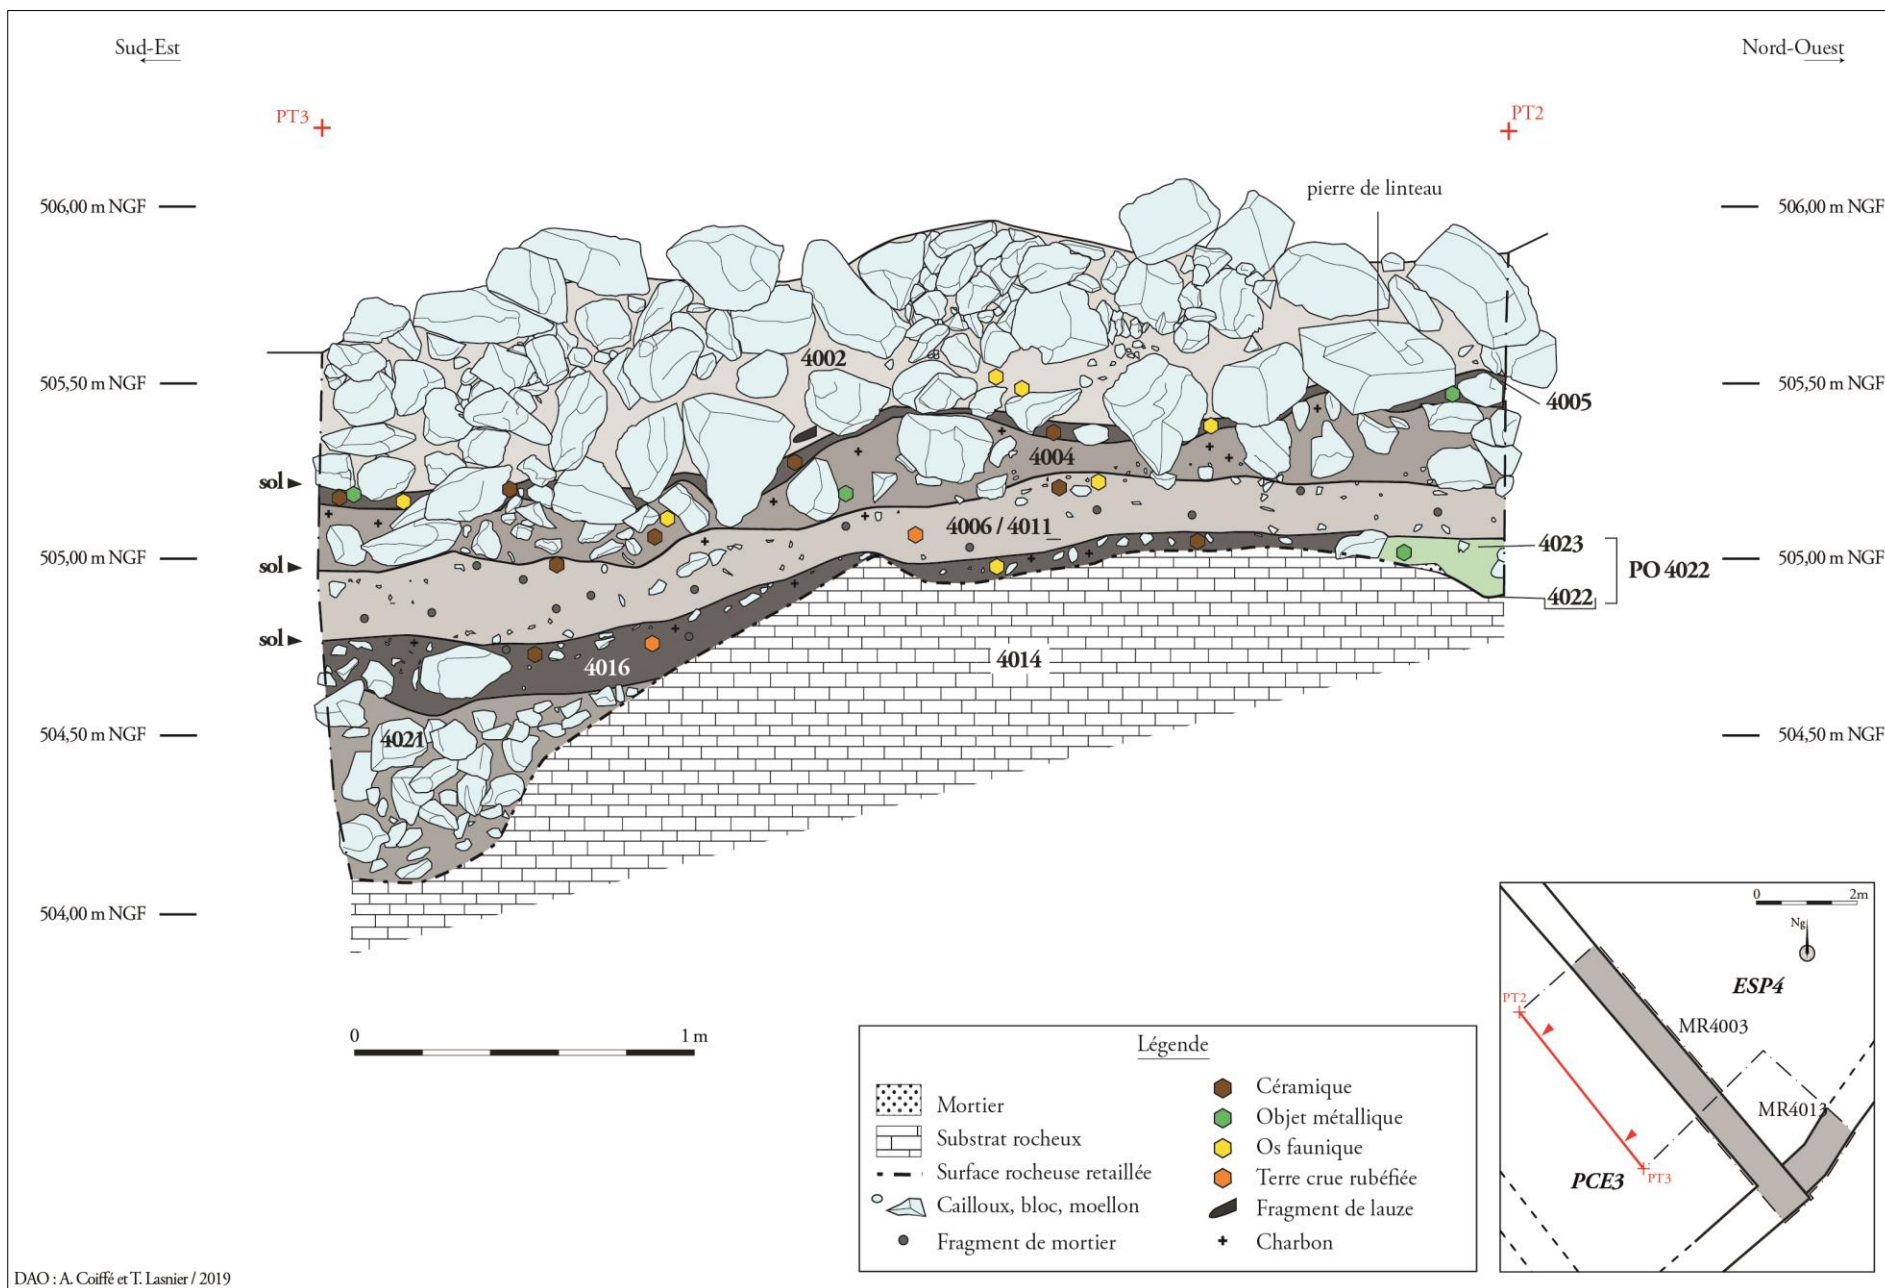 Sud-Est
Nord-Ouest
PT3
PT2
pierre de linteau
506,00 m NGF
506,00 m NGF
4002
505,50 m NGF
505,50 m NGF
4005
4004
sol
4006 / 4011
4023
505,00 m NGF
505,00 m NGF
sol
PO 4022
4022
sol
4016
4014
4021
504,50 m NGF
504,50 m NGF
504,00 m NGF
0 1 m
Légende
Mortier
Substrat rocheux
Surface rocheuse retaillée
Cailloux, bloc, moellon
Fragment de mortier
Céramique
Objet métallique
Os faunique
Terre crue rubéfiée
Fragment de lauze
Charbon
0 2m
Ng
ESP4
PT2
MR4003
MR4013
PCE3
PT3
DAO : A. Coiffé et T. Lasnier / 2019